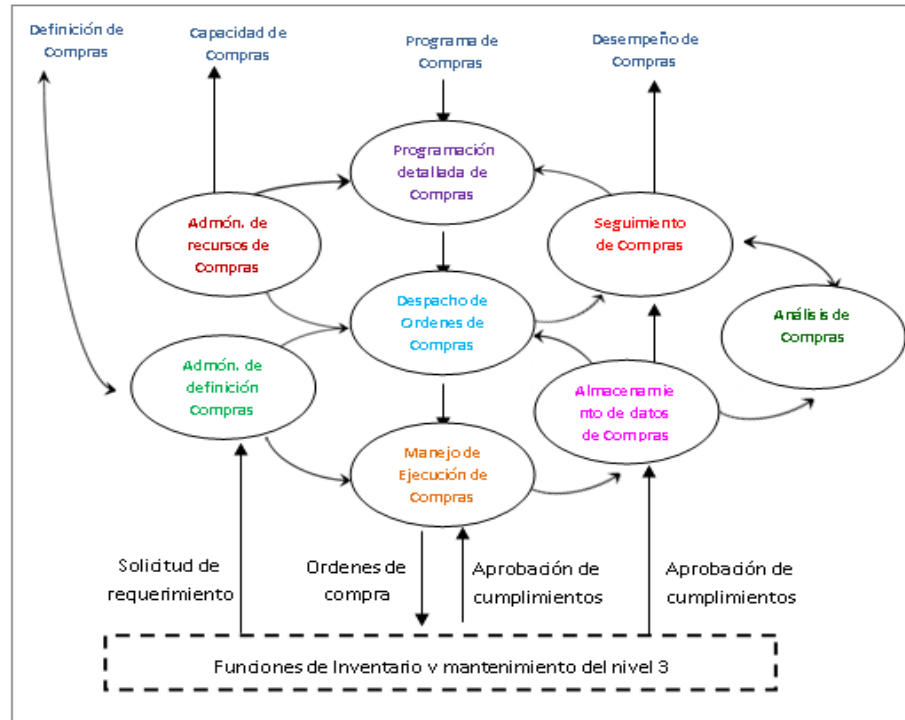 Definición de
Compras
Capacidad de
Compras
Programa de
Compras
Desempeño de
Compras
Programación
detallada de
Compras
Admón. de
recursos de
Compras
Seguimiento
de Compras
Despacho de
Ordenes de
Compras
Análisis de
Compras
Admón. de
definición
Compras
Almacenamie
nto de datos
de Compras
Manejo de
Ejecución de
Compras
Solicitud de
requerimiento
Ordenes de
compra
Aprobación de
cumplimientos
Aprobación de
cumplimientos
Funciones de Inventario y mantenimiento del nivel 3